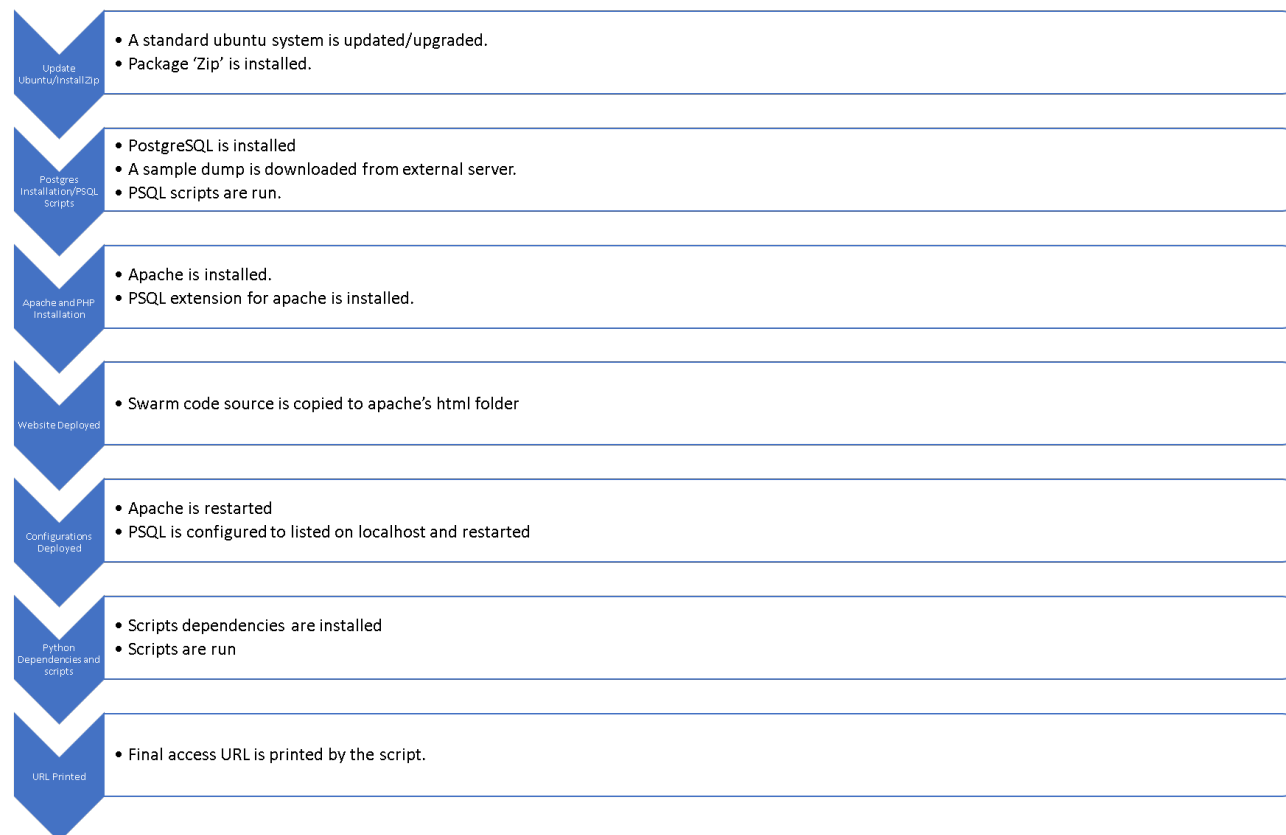 Update
Ubuntu/Install Zip
• A standard ubuntu system is updated/upgraded.
• Package ‘Zip’ is installed.
Postgres
Installation/PSQL
Scripts
• PostgreSQL is installed
• A sample dump is downloaded from external server.
• PSQL scripts are run.
Apache and PHP
Installation
• Apache is installed.
• PSQL extension for apache is installed.
Website Deployed
• Swarm code source is copied to apache’s html folder
Configurations
Deployed
• Apache is restarted
• PSQL is configured to listed on localhost and restarted
Python
Dependencies and
scripts
• Scripts dependencies are installed
• Scripts are run
URL Printed
• Final access URL is printed by the script.